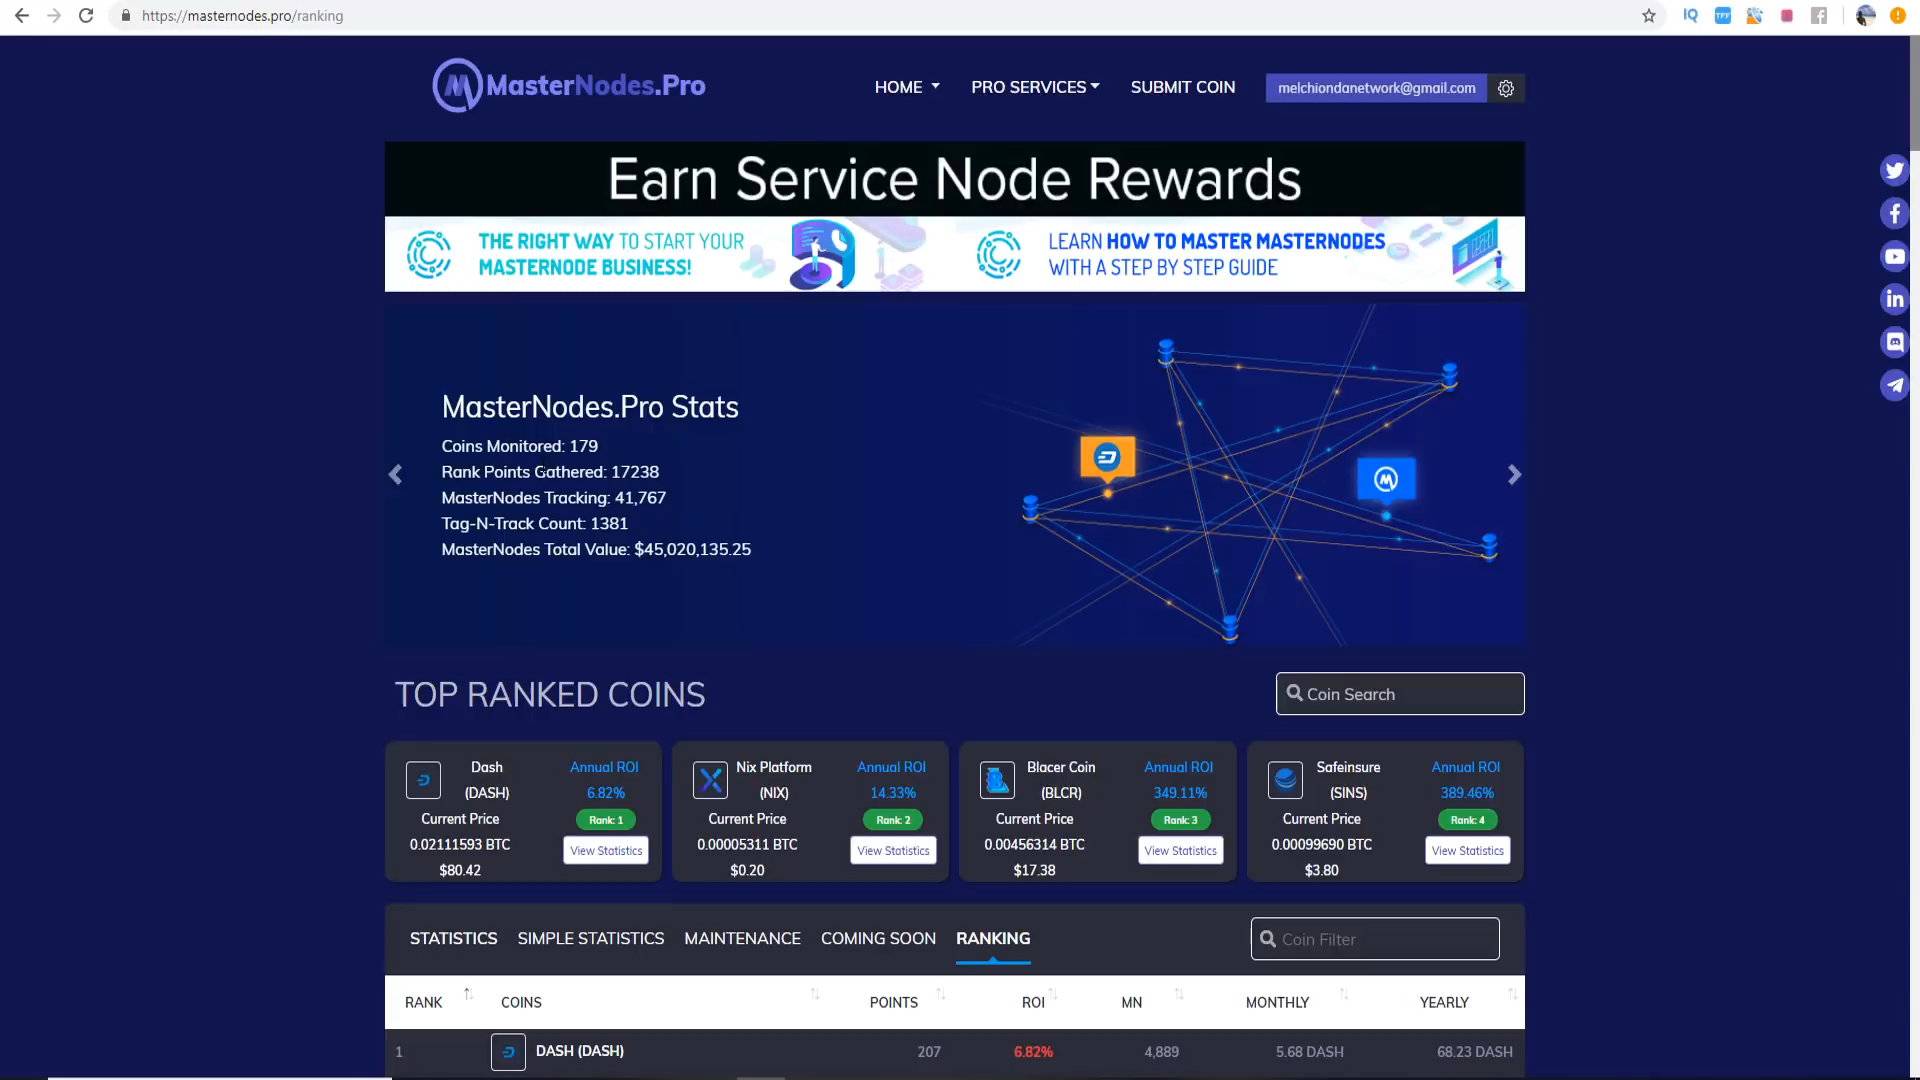 https://masternodes.pro/ranking
IQ
TFF
MasterNodes.Pro
HOME
PRO SERVICES
SUBMIT COIN
melchiondanetwork@gmail.com
Earn Service Node Rewards
THE RIGHT WAY TO START YOUR
MASTERNODE BUSINESS!
LEARN HOW TO MASTER MASTERNODES
WITH A STEP BY STEP GUIDE
MasterNodes.Pro Stats
Coins Monitored: 179
Rank Points Gathered: 17238
MasterNodes Tracking: 41,767
Tag-N-Track Count: 1381
MasterNodes Total Value: $45,020,135.25
TOP RANKED COINS
Coin Search
Dash
(DASH)
Current Price
0.02111593 BTC
$80.42
Annual ROI
6.82%
Rank: 1
View Statistics
Nix Platform
(NIX)
Current Price
0.00005311 BTC
$0.20
Annual ROI
14.33%
Rank: 2
View Statistics
Blacer Coin
(BLCR)
Current Price
0.00456314 BTC
$17.38
Annual ROI
349.11%
Rank: 3
View Statistics
Safeinsure
(SINS)
Current Price
0.00099690 BTC
$3.80
Annual ROI
389.46%
Rank: 4
View Statistics
STATISTICS SIMPLE STATISTICS MAINTENANCE COMING SOON RANKING
Coin Filter
RANK COINS POINTS ROI MN MONTHLY YEARLY
1 DASH (DASH) 207 6.82% 4,889 5.68 DASH 68.23 DASH